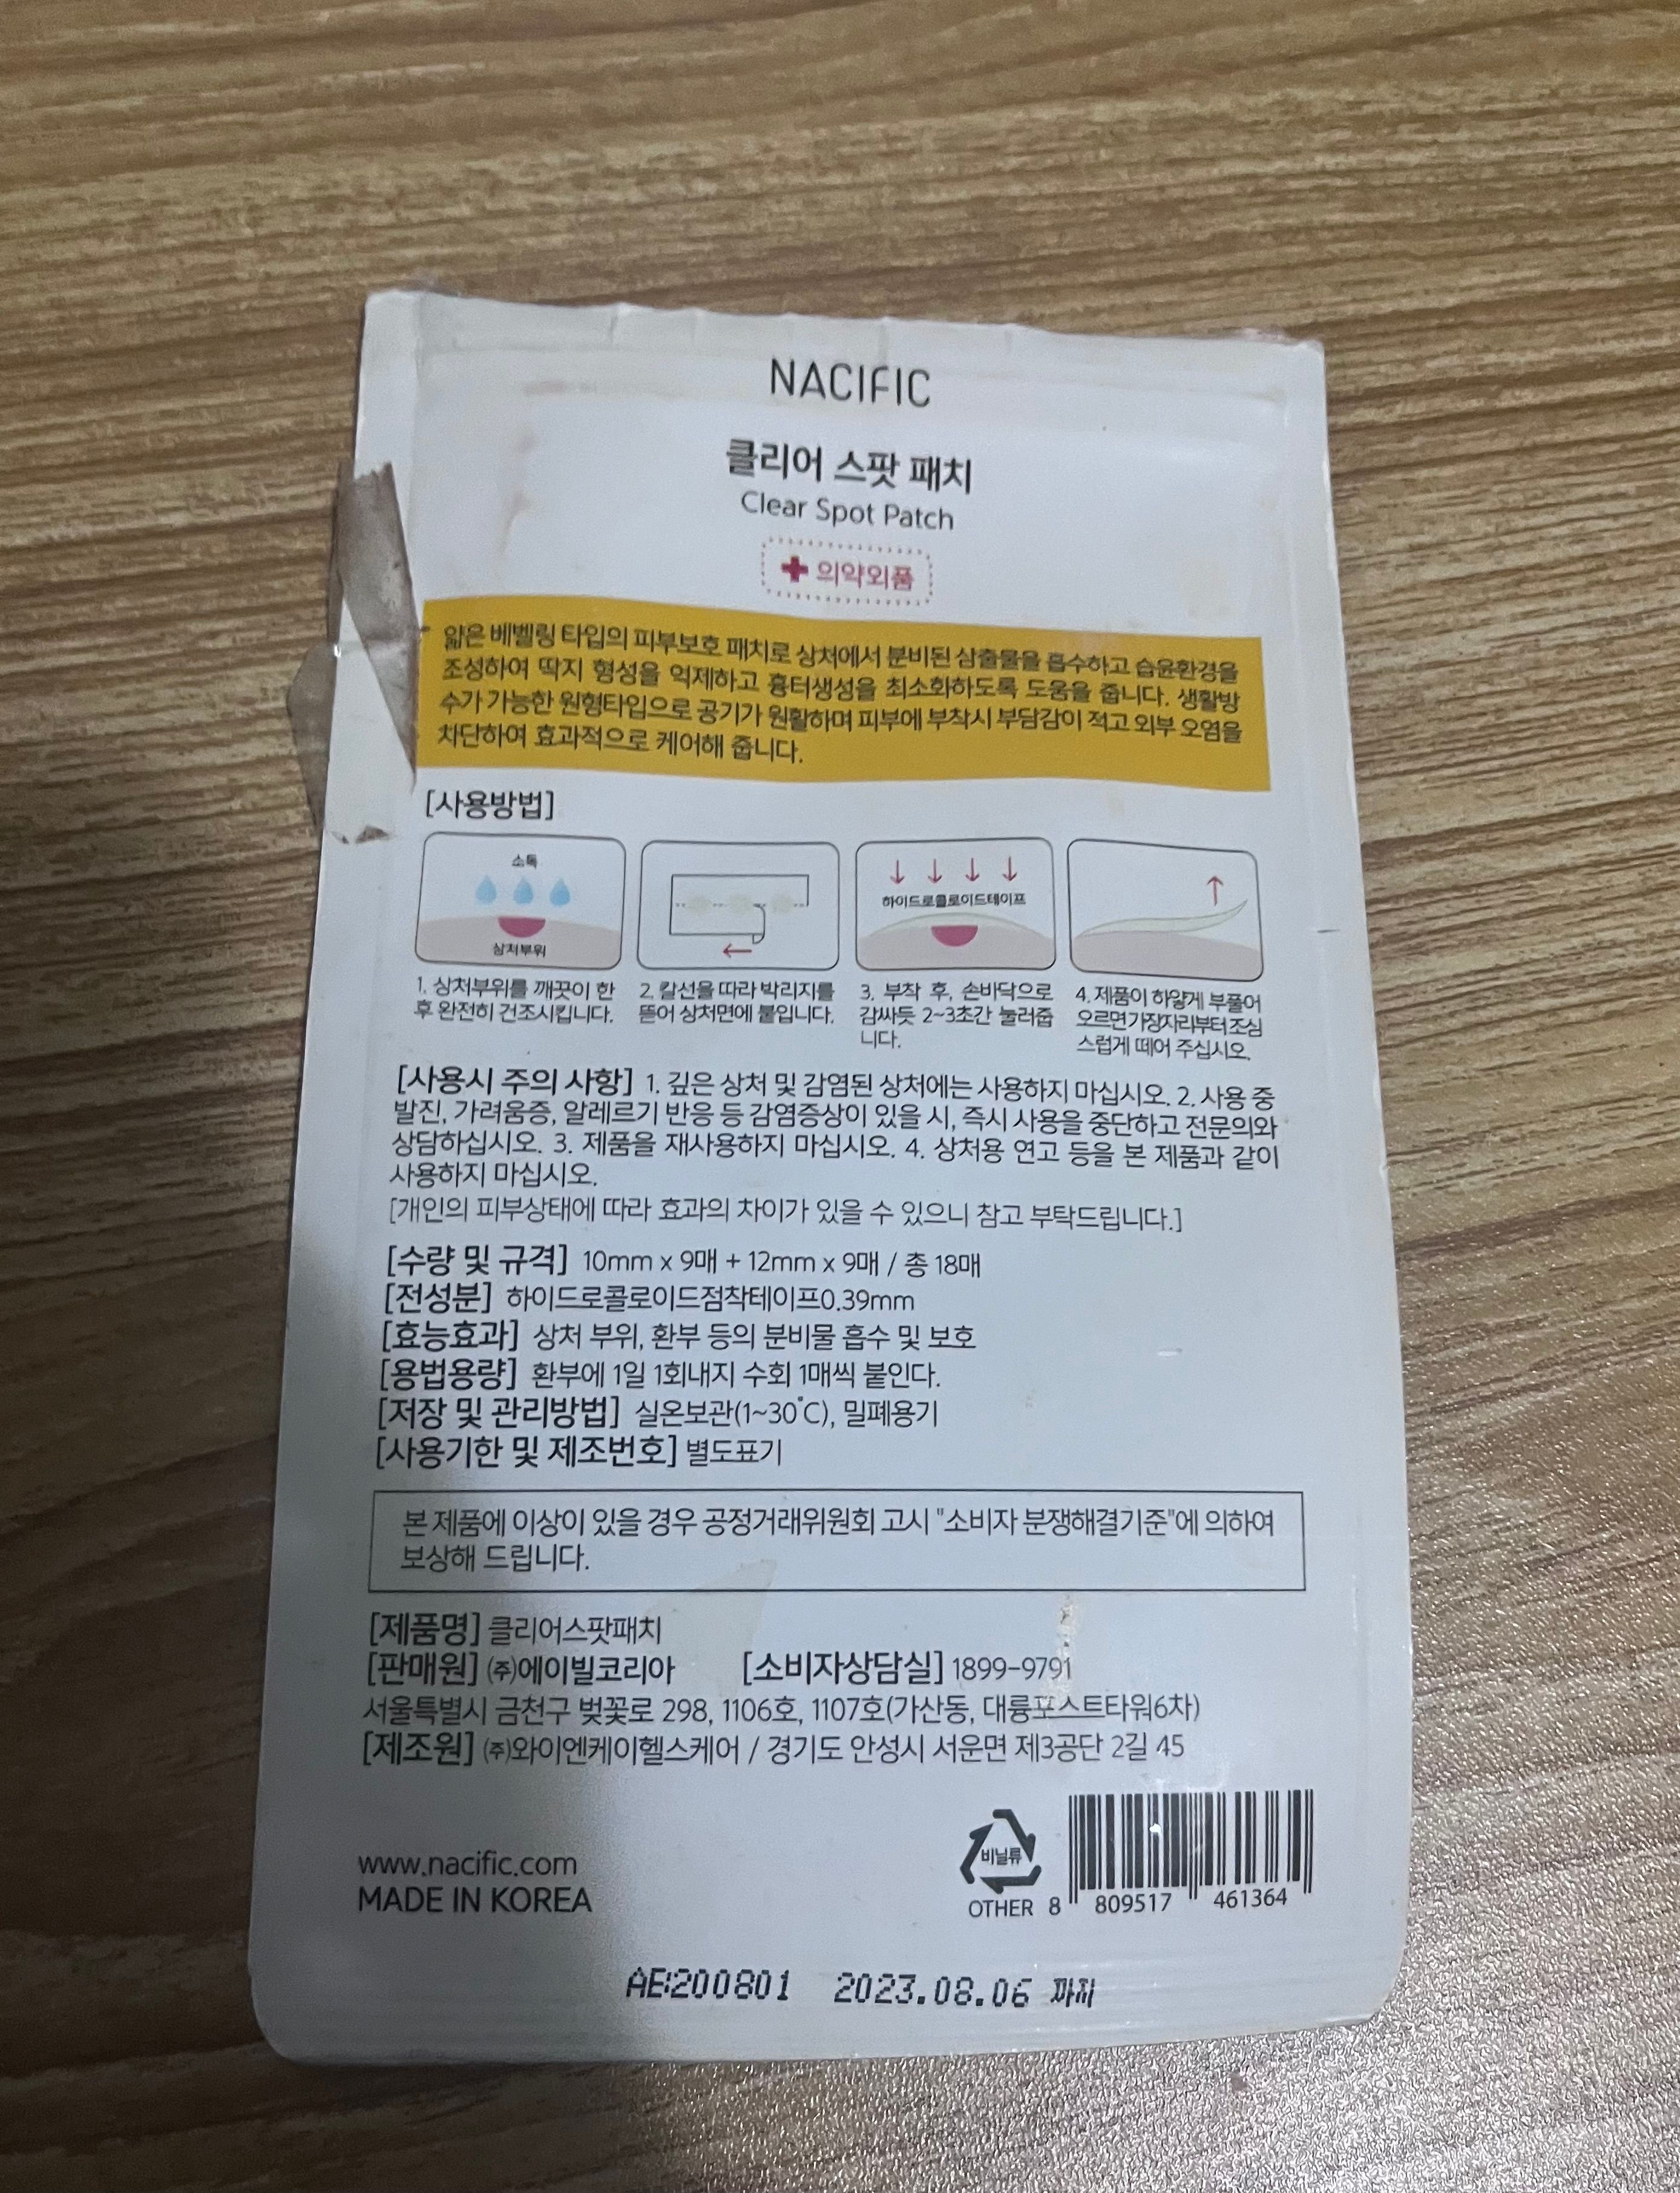 NACIFIC
클리어 스팟 패치
Clear Spot Patch
의약외품
얇은 베벨링 타입의 피부보호 패치로 상처에서 분비된 삼출물을 흡수하고 습윤환경을
조성하여 딱지 형성을 억제하고 흉터생성을 최소화하도록 도움을 줍니다. 생활방
수가 가능한 원형타입으로 공기가 원활하며 피부에 부착시 부담감이 적고 외부 오염을
차단하여 효과적으로 케어해 줍니다.
[사용방법]
소독
상처부위
하이드로콜로이드테이프
1. 상처부위를 깨끗이 한
후 완전히 건조시킵니다.
2. 칼선을 따라 박리지를
뜯어 상처면에 붙입니다.
3. 부착 후, 손바닥으로
감싸듯 2~3초간 눌러줍
니다.
4. 제품이 하얗게 부풀어
오르면 가장자리부터 조심
스럽게 떼어 주십시오.
[사용시 주의 사항] 1. 깊은 상처 및 감염된 상처에는 사용하지 마십시오. 2. 사용 중
발진, 가려움증, 알레르기 반응 등 감염증상이 있을 시, 즉시 사용을 중단하고 전문의와
상담하십시오. 3. 제품을 재사용하지 마십시오. 4. 상처용 연고 등을 본 제품과 같이
사용하지 마십시오.
[개인의 피부상태에 따라 효과의 차이가 있을 수 있으니 참고 부탁드립니다.]
[수량 및 규격] 10mm x 9매 + 12mm x 9매 / 총 18매
[전성분] 하이드로콜로이드점착테이프0.39mm
[효능효과] 상처 부위, 환부 등의 분비물 흡수 및 보호
[용법용량] 환부에 1일 1회내지 수회 1매씩 붙인다.
[저장 및 관리방법] 실온보관(1~30℃), 밀폐용기
[사용기한 및 제조번호] 별도표기
본 제품에 이상이 있을 경우 공정거래위원회 고시 "소비자 분쟁해결기준"에 의하여
보상해 드립니다.
[제품명] 클리어스팟패치
[판매원] ㈜에이빌코리아 [소비자상담실] 1899-9791
서울특별시 금천구 벚꽃로 298, 1106호, 1107호(가산동, 대륭포스트타워6차)
[제조원] ㈜와이엔케이헬스케어 / 경기도 안성시 서운면 제3공단 2길 45
비닐류
www.nacific.com
MADE IN KOREA
OTHER 8 809517 461364
AE200801 2023.08.06 까지